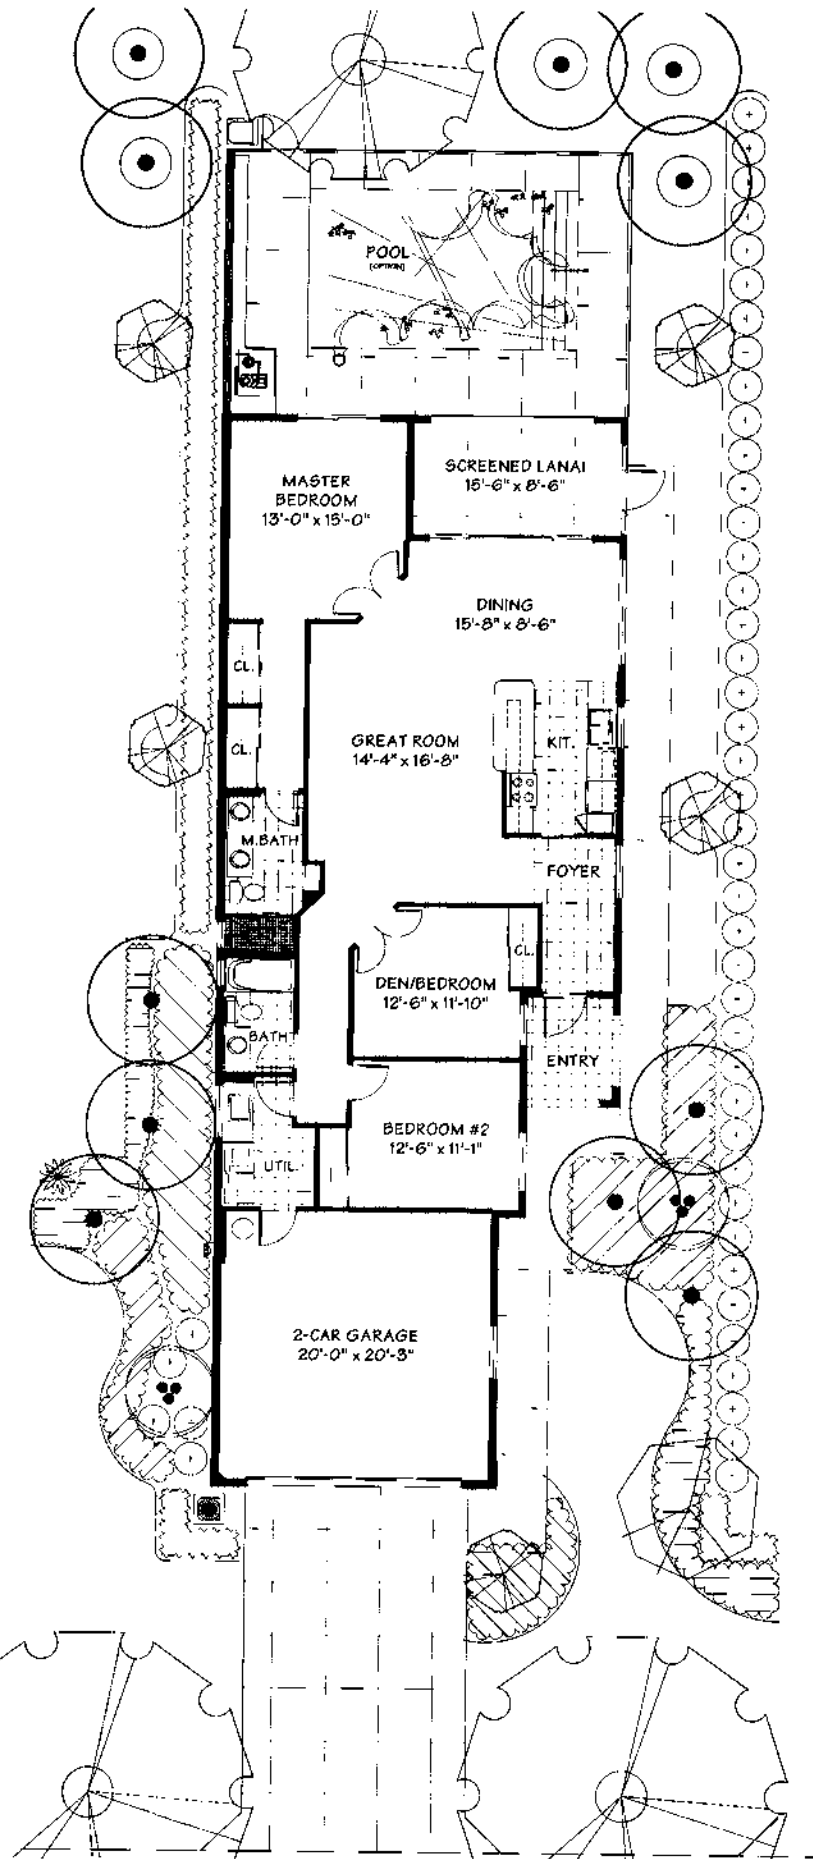 POOL
(OPTION)
SCREENED LANAI
15'-6" x 8'-6"
MASTER
BEDROOM
13'-0" x 15'-0"
DINING
15'-8" x 8'-6"
CL.
GREAT ROOM
14'-4" x 16'-8"
KIT.
CL.
M.BATH
FOYER
CL.
DEN/BEDROOM
12'-6" x 11'-10"
BATH
ENTRY
BEDROOM #2
12'-6" x 11'-1"
UTIL.
2-CAR GARAGE
20'-0" x 20'-3"